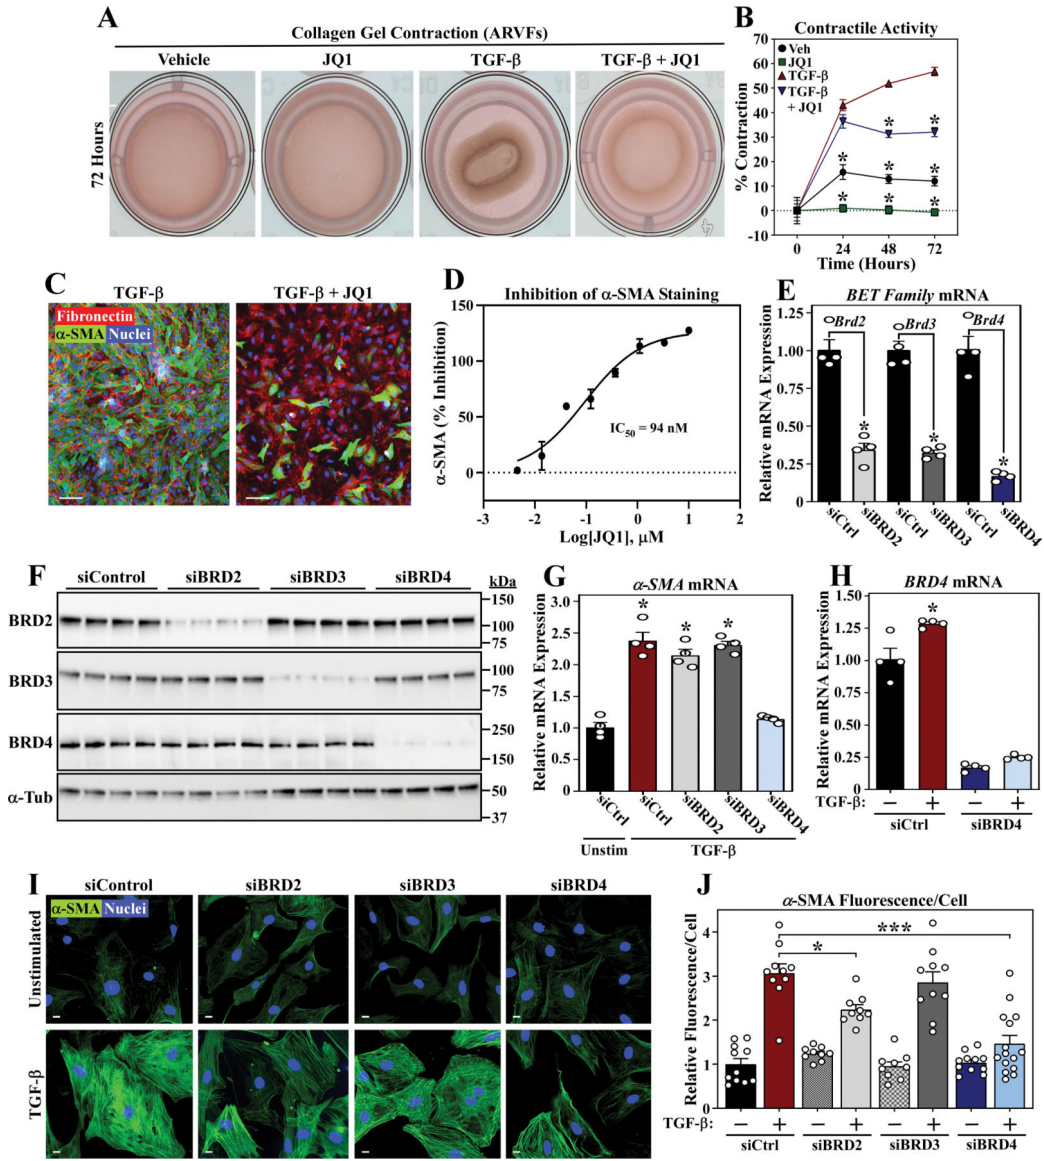 A
Collagen Gel Contraction (ARVFs)
Vehicle JQ1 TGF-β TGF-β + JQ1
72 Hours
B
Contractile Activity
Veh
JQ1
TGF-β
TGF-β
+ JQ1
% Contraction
70
60
50
40
30
20
10
0
-10
* * *
* * *
* *
0 24 48 72
Time (Hours)
C
TGF-β TGF-β + JQ1
Fibronectin
α-SMA Nuclei
D
Inhibition of α-SMA Staining
α-SMA (% Inhibition)
150
100
50
0
IC50 = 94 nM
-3 -2 -1 0 1 2
Log[JQ1], μM
E
BET Family mRNA
Relative mRNA Expression
1.25
1.00
0.75
0.50
0.25
0
Brd2 Brd3 Brd4
* * *
siCtrl siBRD2 siCtrl siBRD3 siCtrl siBRD4
F
siControl siBRD2 siBRD3 siBRD4 kDa
BRD2
150
100
75
BRD3
100
75
BRD4
250
150
α-Tub
50
37
G
α-SMA mRNA
Relative mRNA Expression
3.0
2.5
2.0
1.5
1.0
0.5
0
* * *
siCtrl siCtrl siBRD2 siBRD3 siBRD4
Unstim TGF-β
H
BRD4 mRNA
Relative mRNA Expression
1.50
1.25
1.00
0.75
0.50
0.25
0
*
TGF-β: − + − +
siCtrl siBRD4
I
siControl siBRD2 siBRD3 siBRD4
α-SMA Nuclei
Unstimulated
TGF-β
J
α-SMA Fluorescence/Cell
Relative Fluorescence/Cell
4
3
2
1
0
* ***
TGF-β: − + − + − + − +
siCtrl siBRD2 siBRD3 siBRD4